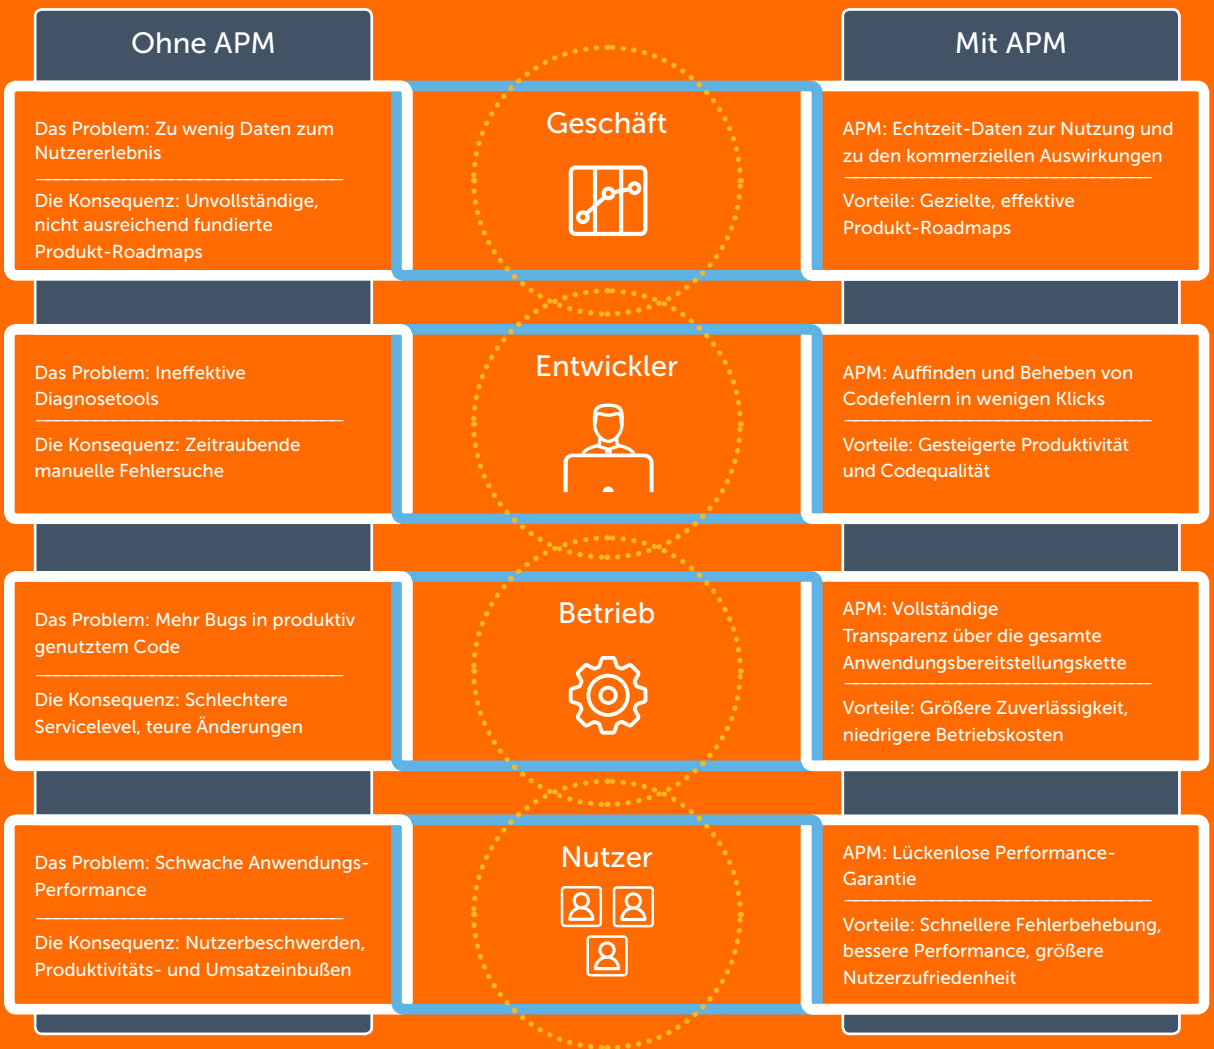 Ohne APM
Mit APM
Das Problem: Zu wenig Daten zum
Nutzererlebnis
Die Konsequenz: Unvollständige,
nicht ausreichend fundierte
Produkt-Roadmaps
Geschäft
APM: Echtzeit-Daten zur Nutzung und
zu den kommerziellen Auswirkungen
Vorteile: Gezielte, effektive
Produkt-Roadmaps
Das Problem: Ineffektive
Diagnosetools
Die Konsequenz: Zeitraubende
manuelle Fehlersuche
Entwickler
APM: Auffinden und Beheben von
Codefehlern in wenigen Klicks
Vorteile: Gesteigerte Produktivität
und Codequalität
Das Problem: Mehr Bugs in produktiv
genutztem Code
Die Konsequenz: Schlechtere
Servicelevel, teure Änderungen
Betrieb
APM: Vollständige
Transparenz über die gesamte
Anwendungsbereitstellungskette
Vorteile: Größere Zuverlässigkeit,
niedrigere Betriebskosten
Das Problem: Schwache Anwendungs-
Performance
Die Konsequenz: Nutzerbeschwerden,
Produktivitäts- und Umsatzeinbußen
Nutzer
APM: Lückenlose Performance-
Garantie
Vorteile: Schnellere Fehlerbehebung,
bessere Performance, größere
Nutzerzufriedenheit